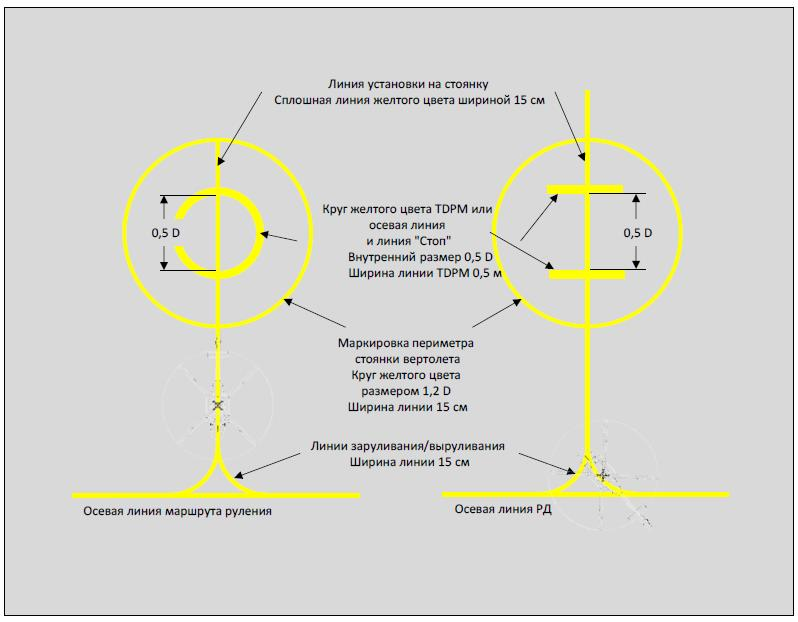 Линия установки на стоянку
Сплошная линия желтого цвета шириной 15 см
Круг желтого цвета TDPM или
осевая линия
и линия "Стоп"
Внутренний размер 0,5 D
Ширина линии TDPM 0,5 м
0,5 D
0,5 D
Маркировка периметра
стоянки вертолета
Круг желтого цвета
размером 1,2 D
Ширина линии 15 см
Линии заруливания/выруливания
Ширина линии 15 см
Осевая линия маршрута руления
Осевая линия РД